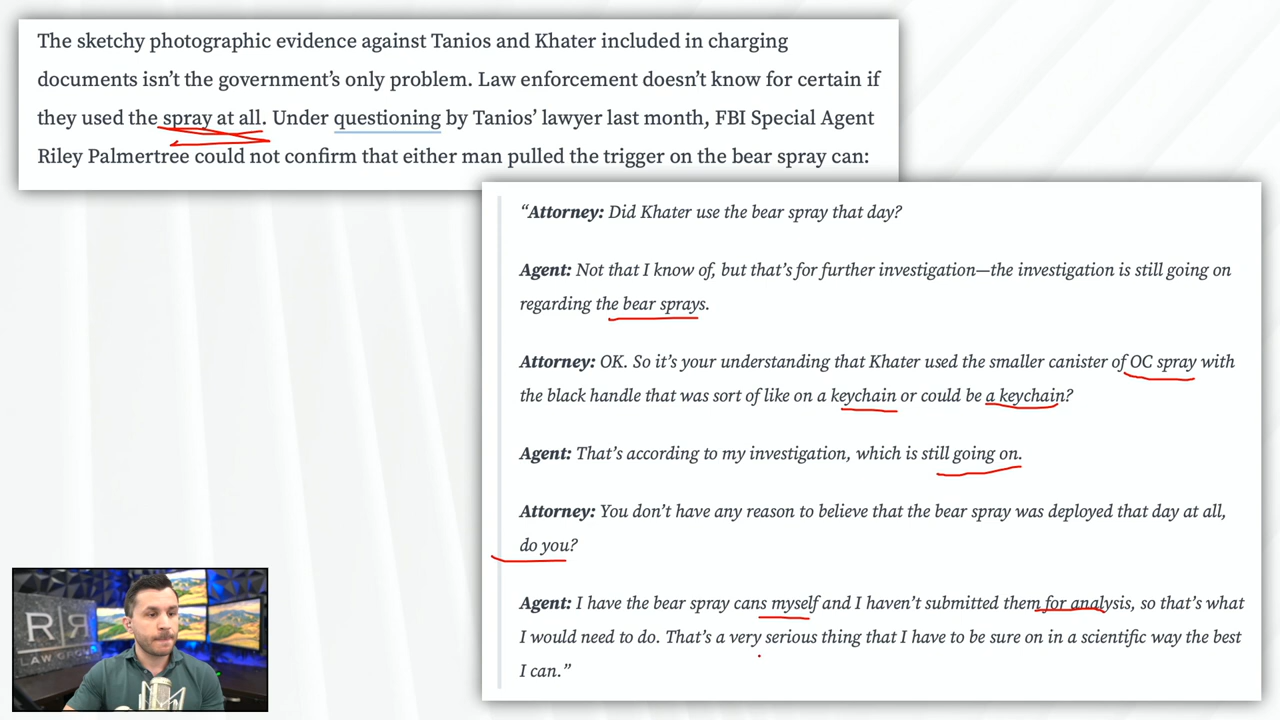 The sketchy photographic evidence against Tanios and Khater included in charging
documents isn’t the government’s only problem. Law enforcement doesn’t know for certain if
they used the spray at all. Under questioning by Tanios’ lawyer last month, FBI Special Agent
Riley Palmertree could not confirm that either man pulled the trigger on the bear spray can:
“Attorney: Did Khater use the bear spray that day?
Agent: Not that I know of, but that’s for further investigation—the investigation is still going on
regarding the bear sprays.
Attorney: OK. So it’s your understanding that Khater used the smaller canister of OC spray with
the black handle that was sort of like on a keychain or could be a keychain?
Agent: That’s according to my investigation, which is still going on.
Attorney: You don’t have any reason to believe that the bear spray was deployed that day at all,
do you?
Agent: I have the bear spray cans myself and I haven’t submitted them for analysis, so that’s what
I would need to do. That’s a very serious thing that I have to be sure on in a scientific way the best
I can.”
R|R
LAW GROUP